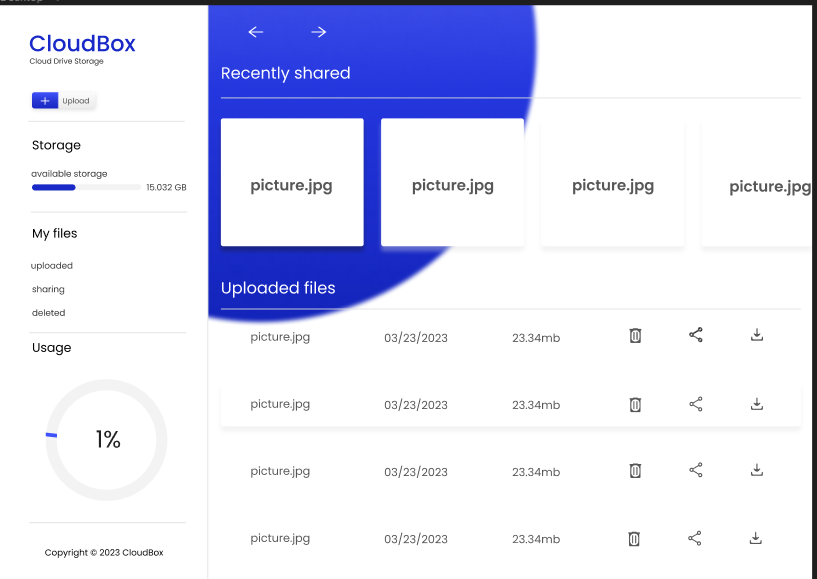 CloudBox
Cloud Drive Storage
Upload
Storage
available storage
15.032 GB
My files
uploaded
sharing
deleted
Usage
1%
Copyright © 2023 CloudBox
Recently shared
picture.jpg picture.jpg picture.jpg picture.jpg
Uploaded files
picture.jpg 03/23/2023 23.34mb
picture.jpg 03/23/2023 23.34mb
picture.jpg 03/23/2023 23.34mb
picture.jpg 03/23/2023 23.34mb